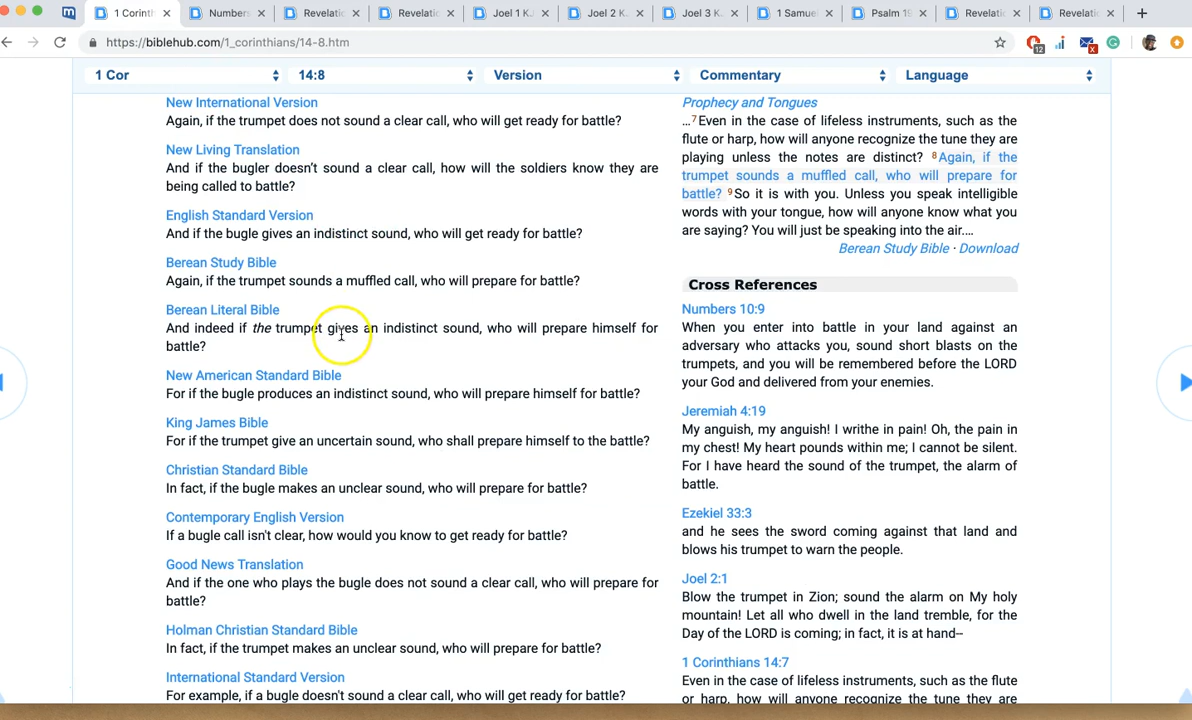 1 Corinth
Numbers
Revelatio
Revelatio
Joel 1 KJ
Joel 2 K
Joel 3 K
1 Samue
Psalm 19
Revelatio
Revelatio
https://biblehub.com/1_corinthians/14-8.htm
12
x
1 Cor
14:8
Version
Commentary
Language
New International Version
Again, if the trumpet does not sound a clear call, who will get ready for battle?
New Living Translation
And if the bugler doesn't sound a clear call, how will the soldiers know they are
being called to battle?
English Standard Version
And if the bugle gives an indistinct sound, who will get ready for battle?
Berean Study Bible
Again, if the trumpet sounds a muffled call, who will prepare for battle?
Berean Literal Bible
And indeed if the trumpet gives an indistinct sound, who will prepare himself for
battle?
New American Standard Bible
For if the bugle produces an indistinct sound, who will prepare himself for battle?
King James Bible
For if the trumpet give an uncertain sound, who shall prepare himself to the battle?
Christian Standard Bible
In fact, if the bugle makes an unclear sound, who will prepare for battle?
Contemporary English Version
If a bugle call isn't clear, how would you know to get ready for battle?
Good News Translation
And if the one who plays the bugle does not sound a clear call, who will prepare for
battle?
Holman Christian Standard Bible
In fact, if the trumpet makes an unclear sound, who will prepare for battle?
International Standard Version
For example, if a bugle doesn't sound a clear call, who will get ready for battle?
Prophecy and Tongues
…7Even in the case of lifeless instruments, such as the
flute or harp, how will anyone recognize the tune they are
playing unless the notes are distinct? 8Again, if the
trumpet sounds a muffled call, who will prepare for
battle? 9So it is with you. Unless you speak intelligible
words with your tongue, how will anyone know what you
are saying? You will just be speaking into the air.…
Berean Study Bible · Download
Cross References
Numbers 10:9
When you enter into battle in your land against an
adversary who attacks you, sound short blasts on the
trumpets, and you will be remembered before the LORD
your God and delivered from your enemies.
Jeremiah 4:19
My anguish, my anguish! I writhe in pain! Oh, the pain in
my chest! My heart pounds within me; I cannot be silent.
For I have heard the sound of the trumpet, the alarm of
battle.
Ezekiel 33:3
and he sees the sword coming against that land and
blows his trumpet to warn the people.
Joel 2:1
Blow the trumpet in Zion; sound the alarm on My holy
mountain! Let all who dwell in the land tremble, for the
Day of the LORD is coming; in fact, it is at hand--
1 Corinthians 14:7
Even in the case of lifeless instruments, such as the flute
or harp, how will anyone recognize the tune they are